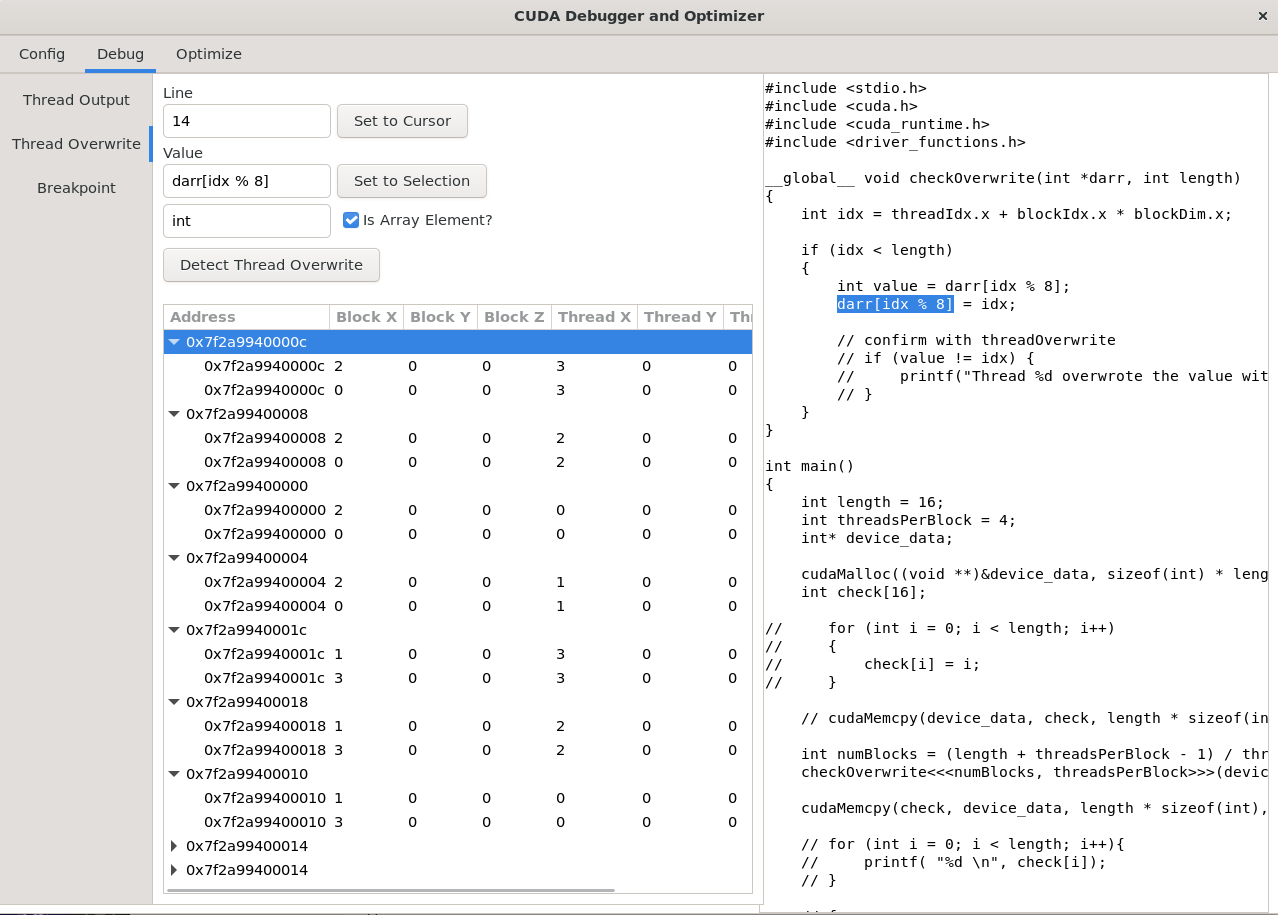 CUDA Debugger and Optimizer
Config Debug Optimize
Thread Output
Thread Overwrite
Breakpoint
Line
14 Set to Cursor
Value
darr[idx % 8] Set to Selection
int Is Array Element?
Detect Thread Overwrite
Address Block X Block Y Block Z Thread X Thread Y
0x7f2a9940000c
0x7f2a9940000c 2 0 0 3 0 0
0x7f2a9940000c 0 0 0 3 0 0
0x7f2a99400008
0x7f2a99400008 2 0 0 2 0 0
0x7f2a99400008 0 0 0 2 0 0
0x7f2a99400000
0x7f2a99400000 2 0 0 0 0 0
0x7f2a99400000 0 0 0 0 0 0
0x7f2a99400004
0x7f2a99400004 2 0 0 1 0 0
0x7f2a99400004 0 0 0 1 0 0
0x7f2a9940001c
0x7f2a9940001c 1 0 0 3 0 0
0x7f2a9940001c 3 0 0 3 0 0
0x7f2a99400018
0x7f2a99400018 1 0 0 2 0 0
0x7f2a99400018 3 0 0 2 0 0
0x7f2a99400010
0x7f2a99400010 1 0 0 0 0 0
0x7f2a99400010 3 0 0 0 0 0
0x7f2a99400014
0x7f2a99400014
#include <stdio.h>
#include <cuda.h>
#include <cuda_runtime.h>
#include <driver_functions.h>
__global__ void checkOverwrite(int *darr, int length)
{
int idx = threadIdx.x + blockIdx.x * blockDim.x;
if (idx < length)
{
int value = darr[idx % 8];
darr[idx % 8] = idx;
// confirm with threadOverwrite
// if (value != idx) {
// printf("Thread %d overwrote the value wit
// }
}
}
int main()
{
int length = 16;
int threadsPerBlock = 4;
int* device_data;
cudaMalloc((void **)&device_data, sizeof(int) * leng
int check[16];
// for (int i = 0; i < length; i++)
// {
// check[i] = i;
// }
// cudaMemcpy(device_data, check, length * sizeof(in
int numBlocks = (length + threadsPerBlock - 1) / thr
checkOverwrite<<<numBlocks, threadsPerBlock>>>(devic
cudaMemcpy(check, device_data, length * sizeof(int),
// for (int i = 0; i < length; i++){
// printf( "%d \n", check[i]);
// }